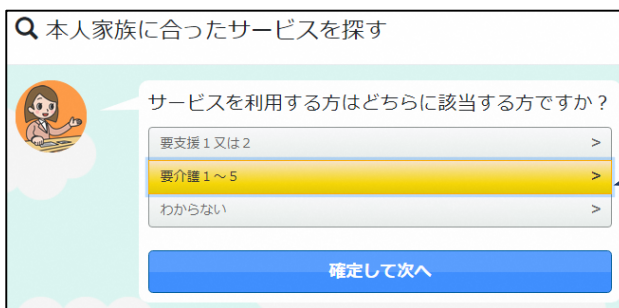 本人家族に合ったサービスを探す
サービスを利用する方はどちらに該当する方ですか？
要支援１又は２ >
要介護１～５ >
わからない >
確定して次へ